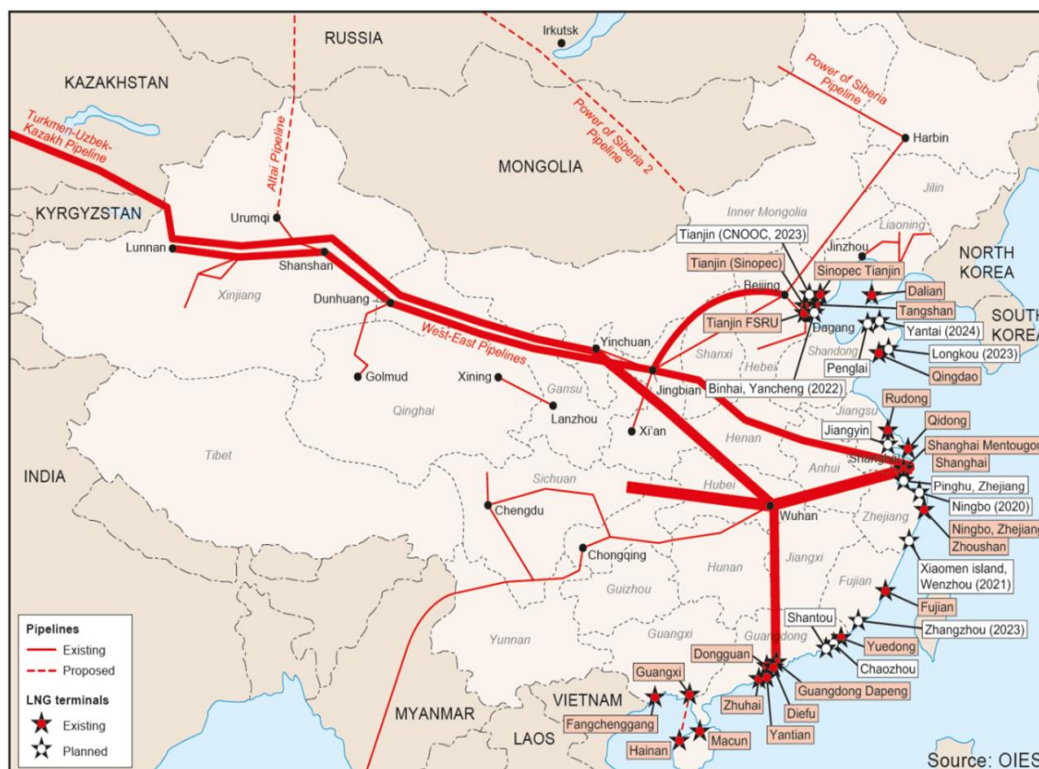 RUSSIA
Irkutsk
KAZAKHSTAN
Turkmen-Uzbek-
Kazakh Pipeline
Altai Pipeline
Power of Siberia 2
Pipeline
Power of Siberia
Pipeline
Harbin
MONGOLIA
Jilin
KYRGYZSTAN
Urumqi
Inner Mongolia
Liaoning
Lunnan
Shanshan
Tianjin (CNOOC, 2023)
Jinzhou
NORTH
KOREA
Tianjin (Sinopec)
Sinopec Tianjin
Xinjiang
Dunhuang
Beijing
Dalian
Tangshan
SOUTH
KOREA
Tianjin FSRU
Dagang
Yantai (2024)
West-East Pipelines
Yinchuan
Shanxi
Hebei
Shandong
Penglai
Longkou (2023)
Golmud
Xining
Gansu
Jingbian
Binhai, Yancheng (2022)
Qingdao
Qinghai
Lanzhou
Xi'an
Jiangsu
Rudong
Henan
Jiangyin
Qidong
Tibet
Anhui
Shanghai
Shanghai Mentougou
Shanghai
INDIA
Sichuan
Hubei
Pinghu, Zhejiang
Chengdu
Wuhan
Zhejiang
Ningbo (2020)
Ningbo, Zhejiang
Zhoushan
Chongqing
Hunan
Jiangxi
Xiaomen island,
Wenzhou (2021)
Guizhou
Fujian
Fujian
Shantou
Zhangzhou (2023)
Yunnan
Guangxi
Guangdong
Yuedong
Chaozhou
Dongguan
Guangxi
Guangdong Dapeng
VIETNAM
Zhuhai
Diefu
MYANMAR
Fangchenggang
Yantian
LAOS
Hainan
Macun
Pipelines
Existing
Proposed
LNG terminals
Existing
Planned
Source: OIES